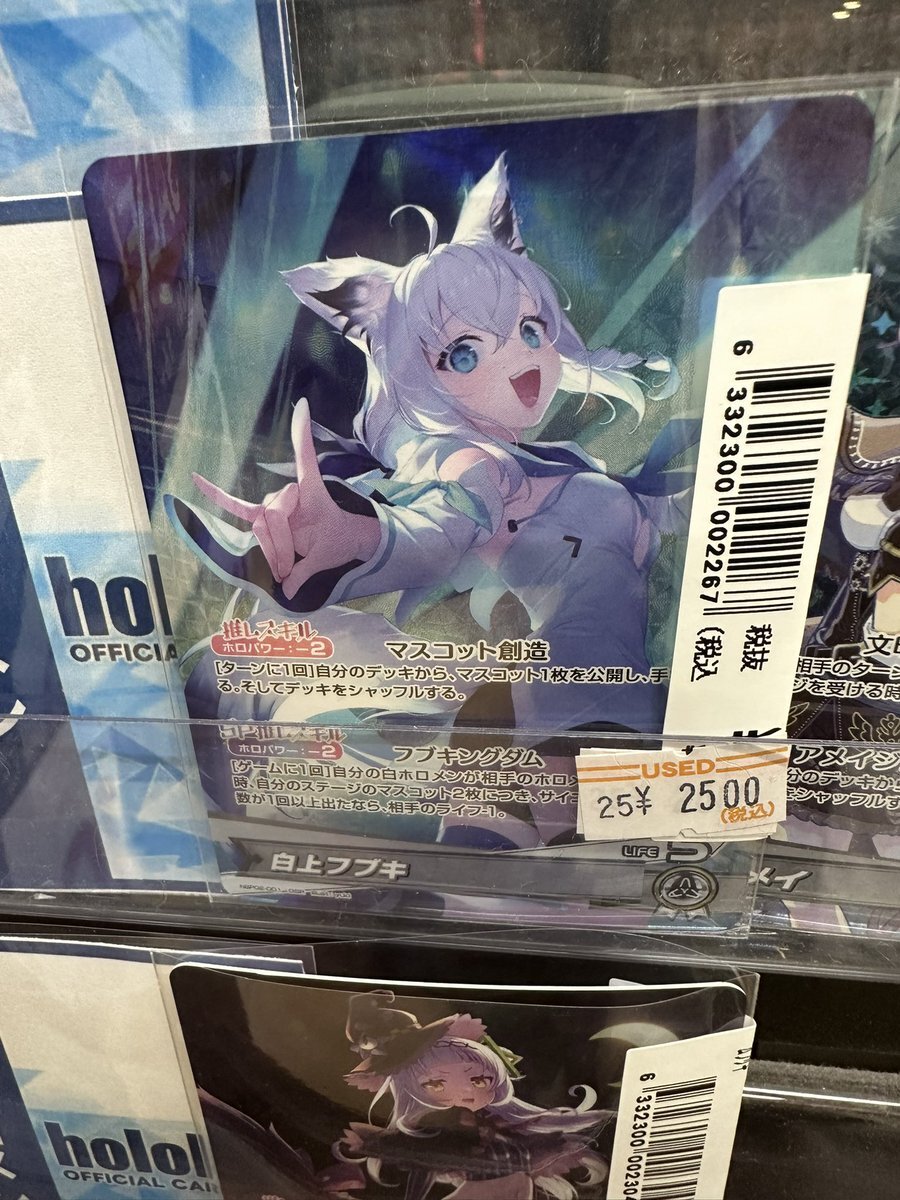 hol
OFFICIA
推しスキル
ホロパワー：−2
マスコット創造
[ターンに1回]自分のデッキから、マスコット1枚を公開し、手
る。そしてデッキをシャッフルする。
SP推しスキル
ホロパワー：−2
フブキングダム
[ゲームに1回]自分の白ホロメンが相手のホロメ
時、自分のステージのマスコット2枚につき、サイ
数が1回以上出たなら、相手のライフ-1。
白上フブキ
LIFE 5
6 332300 002267
税抜
(税込
USED
25¥ 2500
(税込)
相手のターン
ジを受ける時
アメイジ
分のデッキか
をシャッフルす
メイ
holol
OFFICIAL CAR
6 332300 00230